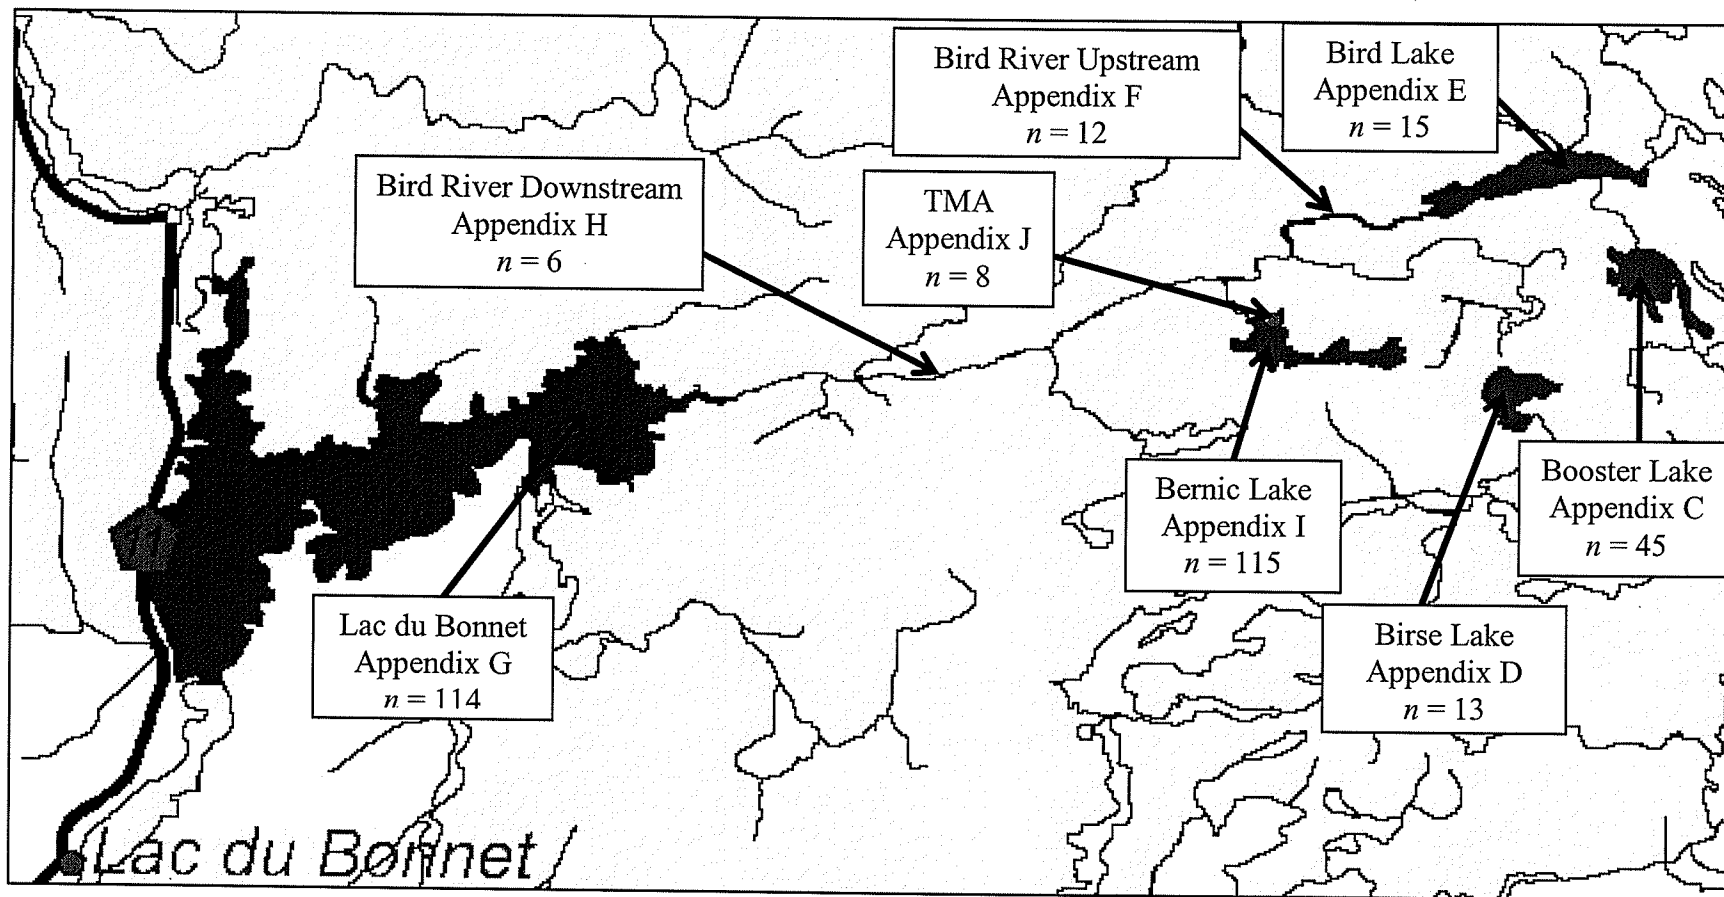 Bird River Upstream
Appendix F
n = 12
Bird Lake
Appendix E
n = 15
Bird River Downstream
Appendix H
n = 6
TMA
Appendix J
n = 8
Bernic Lake
Appendix I
n = 115
Booster Lake
Appendix C
n = 45
Lac du Bonnet
Appendix G
n = 114
Birse Lake
Appendix D
n = 13
11
Lac du Bonnet